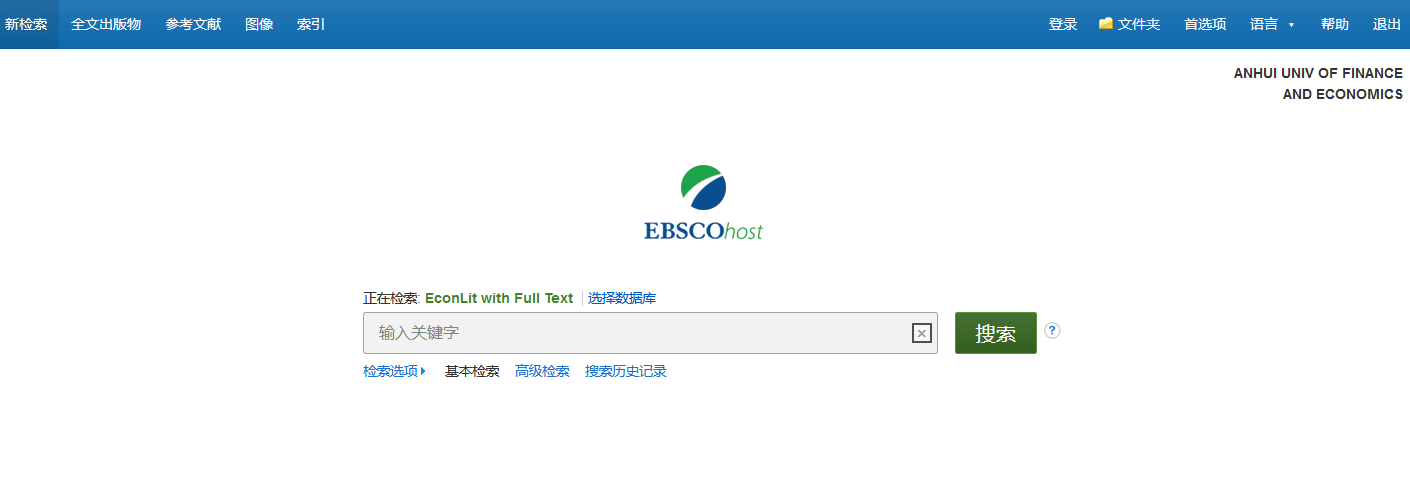 新检索 全文出版物 参考文献 图像 索引 登录 文件夹 首选项 语言 帮助 退出
ANHUI UNIV OF FINANCE
AND ECONOMICS
EBSCOhost
正在检索: EconLit with Full Text 选择数据库
输入关键字 搜索 ?
检索选项 基本检索 高级检索 搜索历史记录